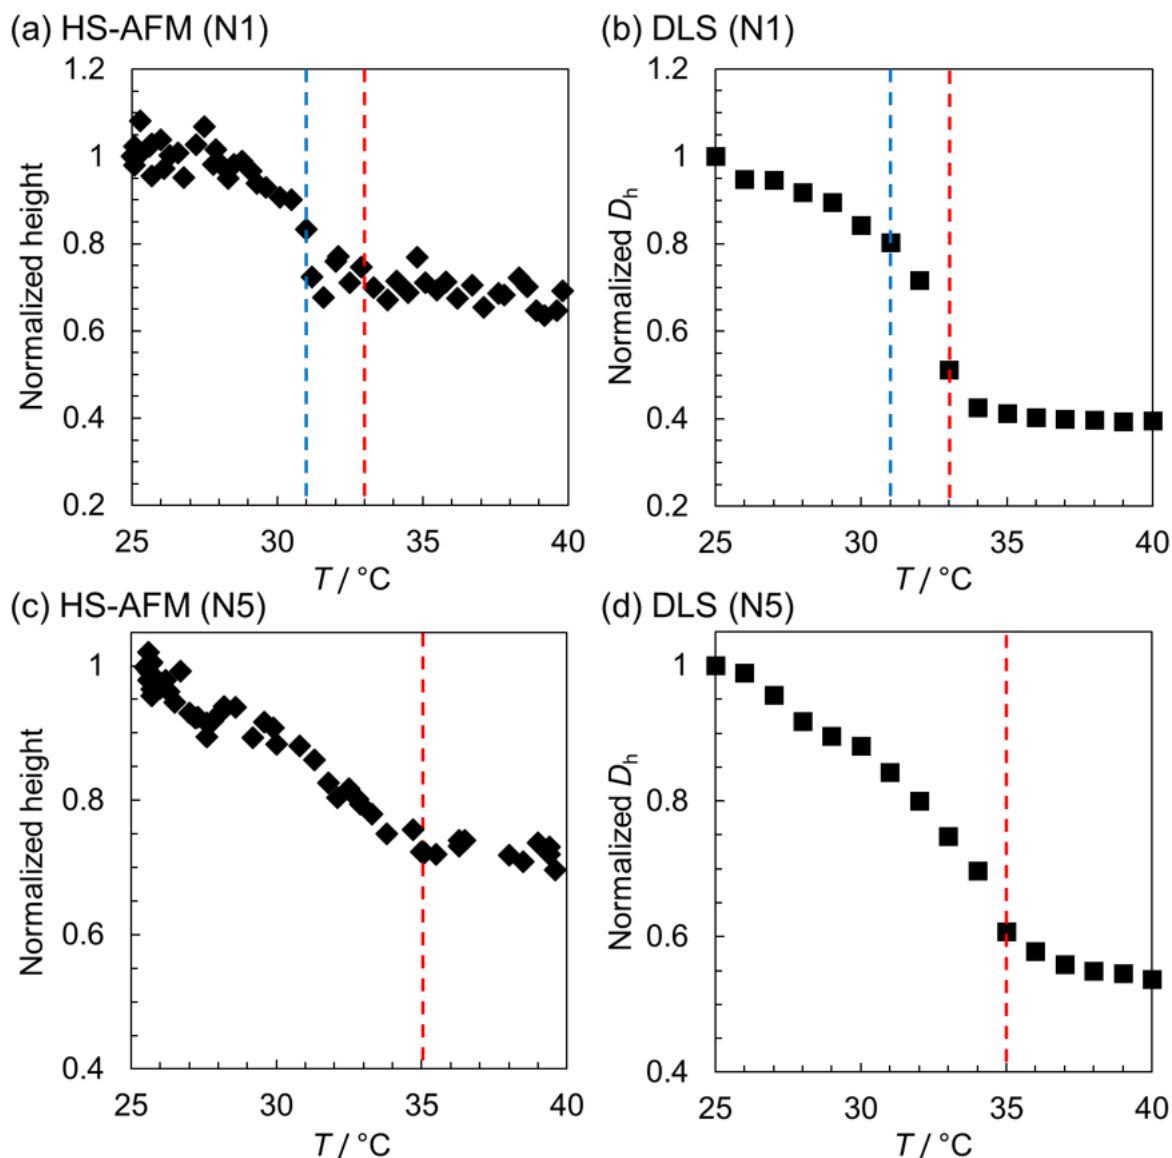 (a) HS-AFM (N1)
Normalized height
1.2
1
0.8
0.6
0.4
0.2
25 30 35 40
T / °C
(b) DLS (N1)
Normalized Dh
1.2
1
0.8
0.6
0.4
0.2
25 30 35 40
T / °C
(c) HS-AFM (N5)
Normalized height
1
0.8
0.6
0.4
25 30 35 40
T / °C
(d) DLS (N5)
Normalized Dh
1
0.8
0.6
0.4
25 30 35 40
T / °C